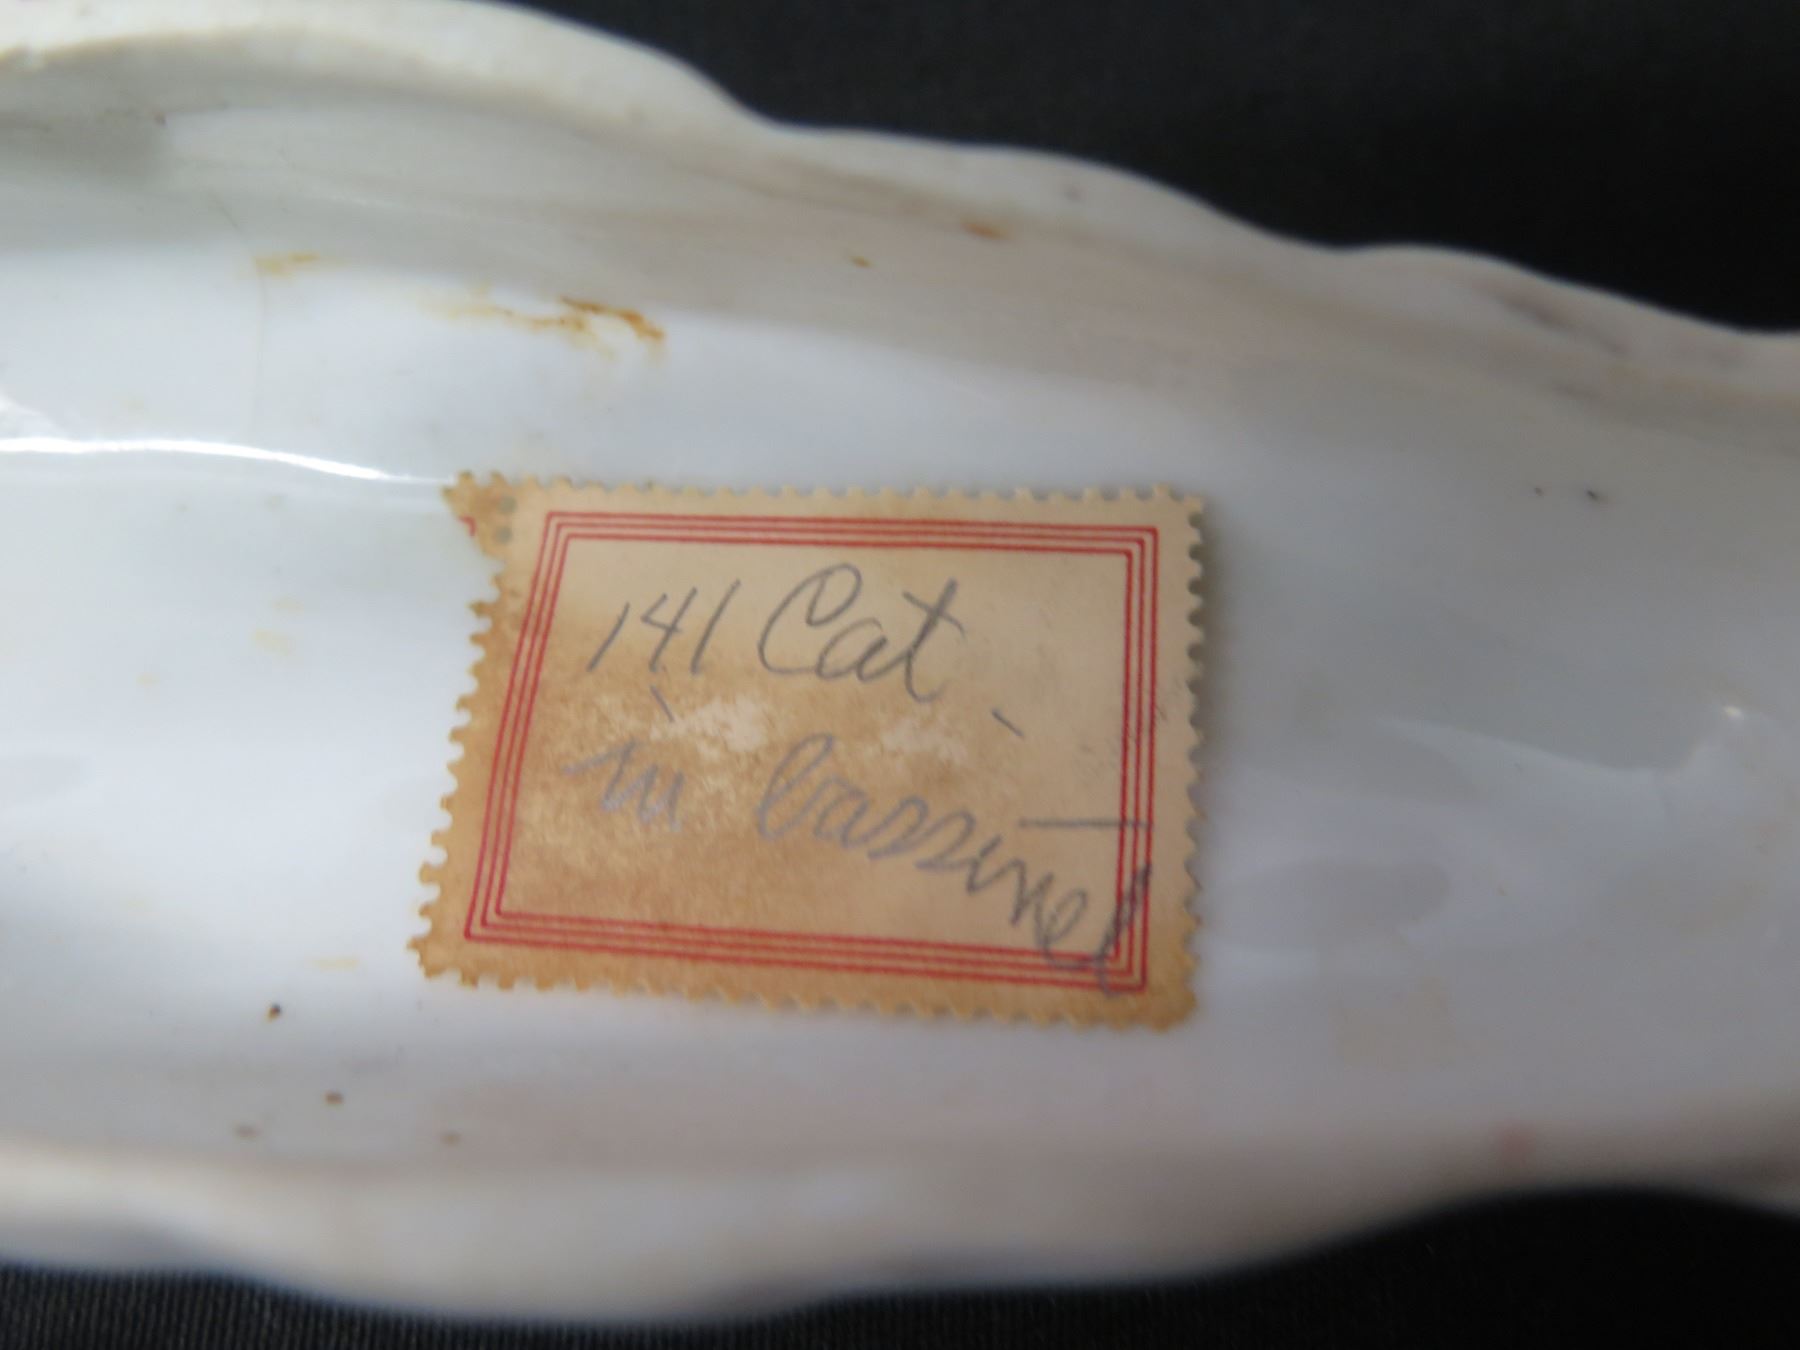 141 Cat
in bassinet